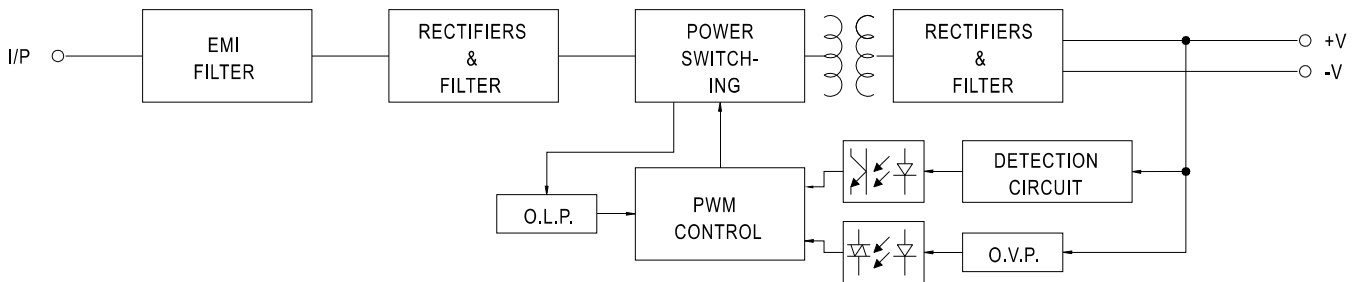 I/P
EMI
FILTER
RECTIFIERS
&
FILTER
POWER
SWITCH-
ING
RECTIFIERS
&
FILTER
+V
-V
O.L.P.
PWM
CONTROL
DETECTION
CIRCUIT
O.V.P.